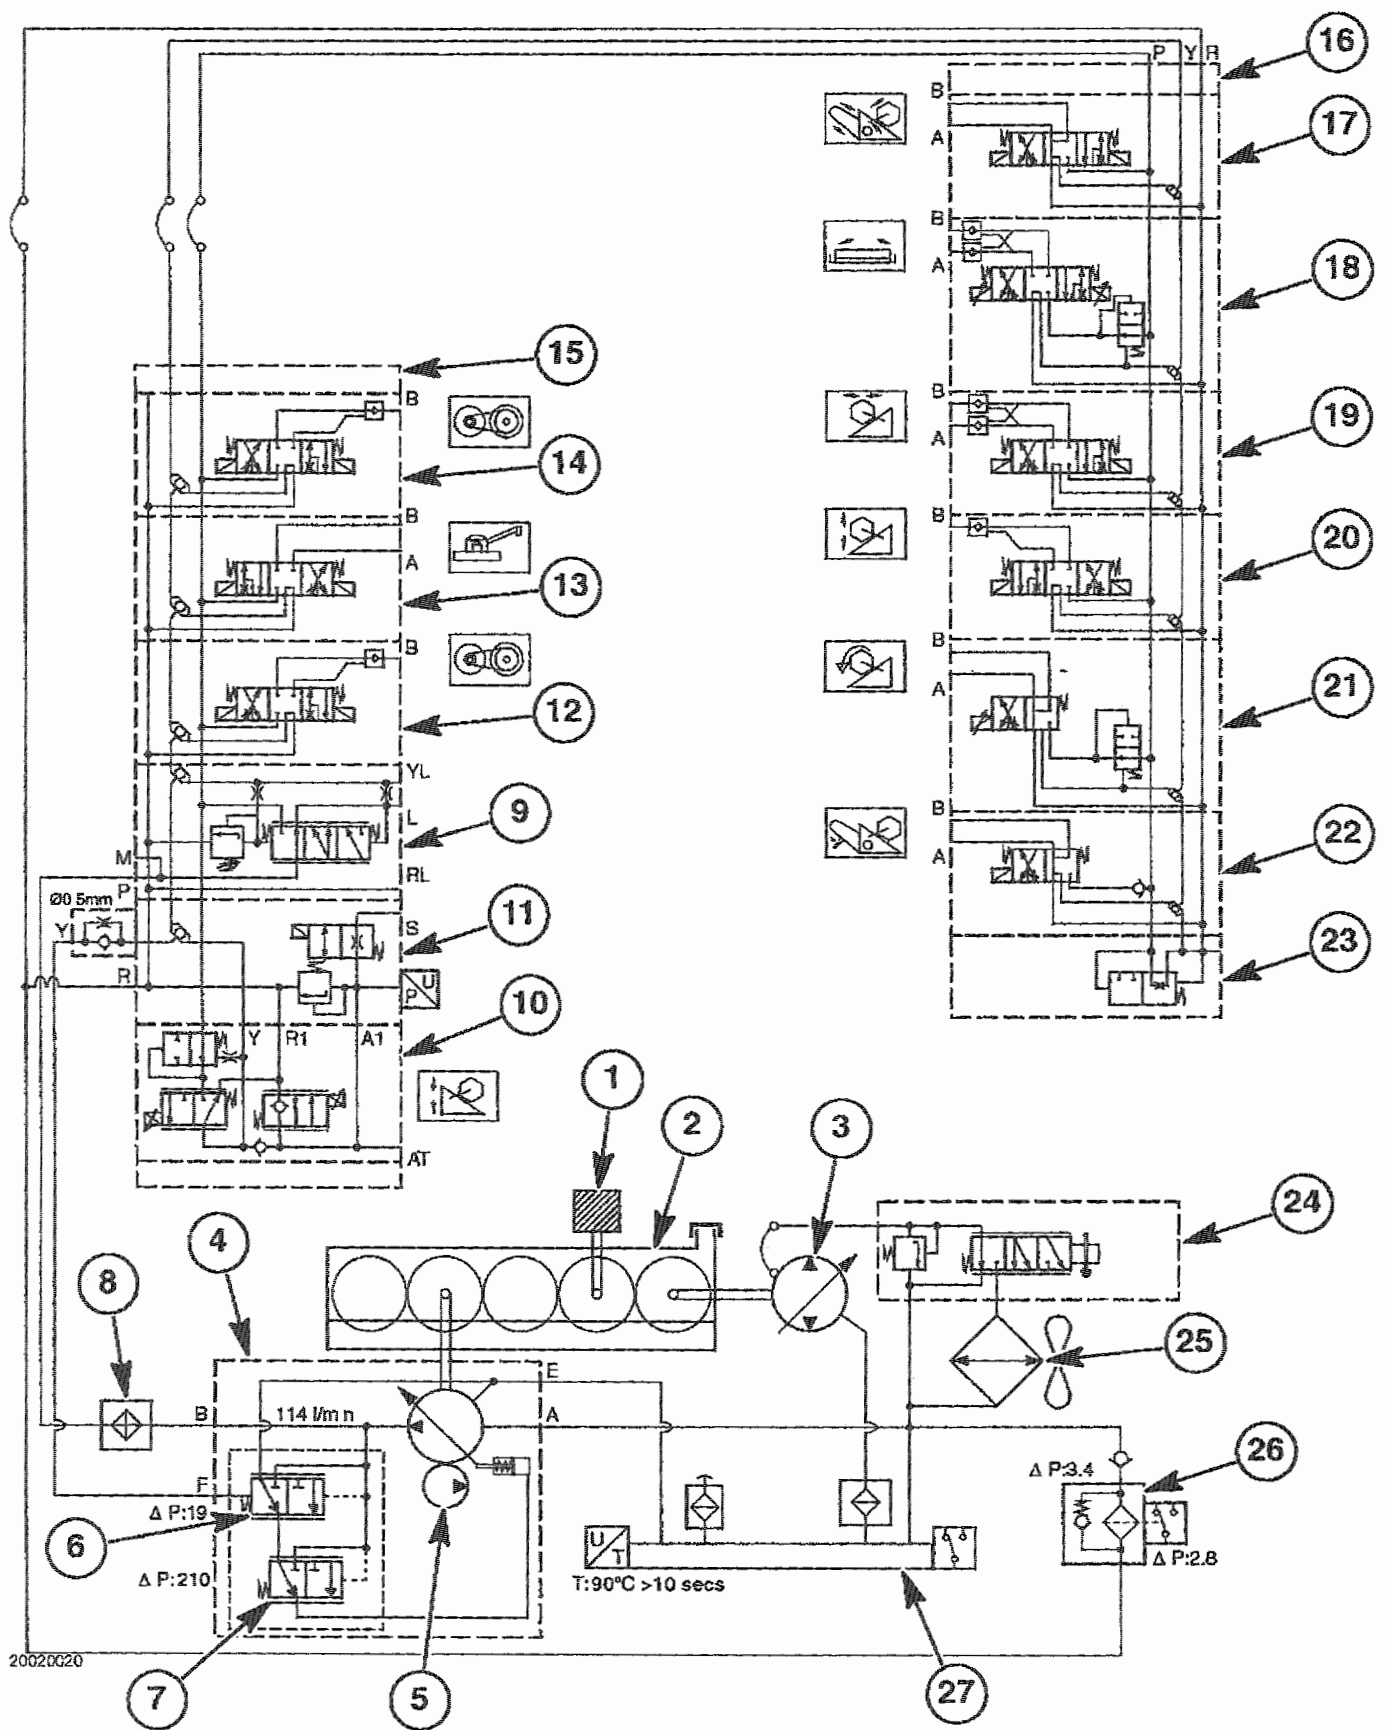 P Y R
16
B
17
A
B
18
A
15
B
B
19
A
14
B
B
20
A
13
B
B
21
A
12
YL
B
9
L
22
M
RL
A
P
Ø0 5mm
11
Y
S
23
R
U
P
10
Y R1 A1
1
2
3
AT
24
4
8
25
E
B 114 l/m n A
26
Δ P:3.4
F
Δ P:19
6
U
T
Δ P:2.8
Δ P:210
T:90°C >10 secs
20020020
7
5
27